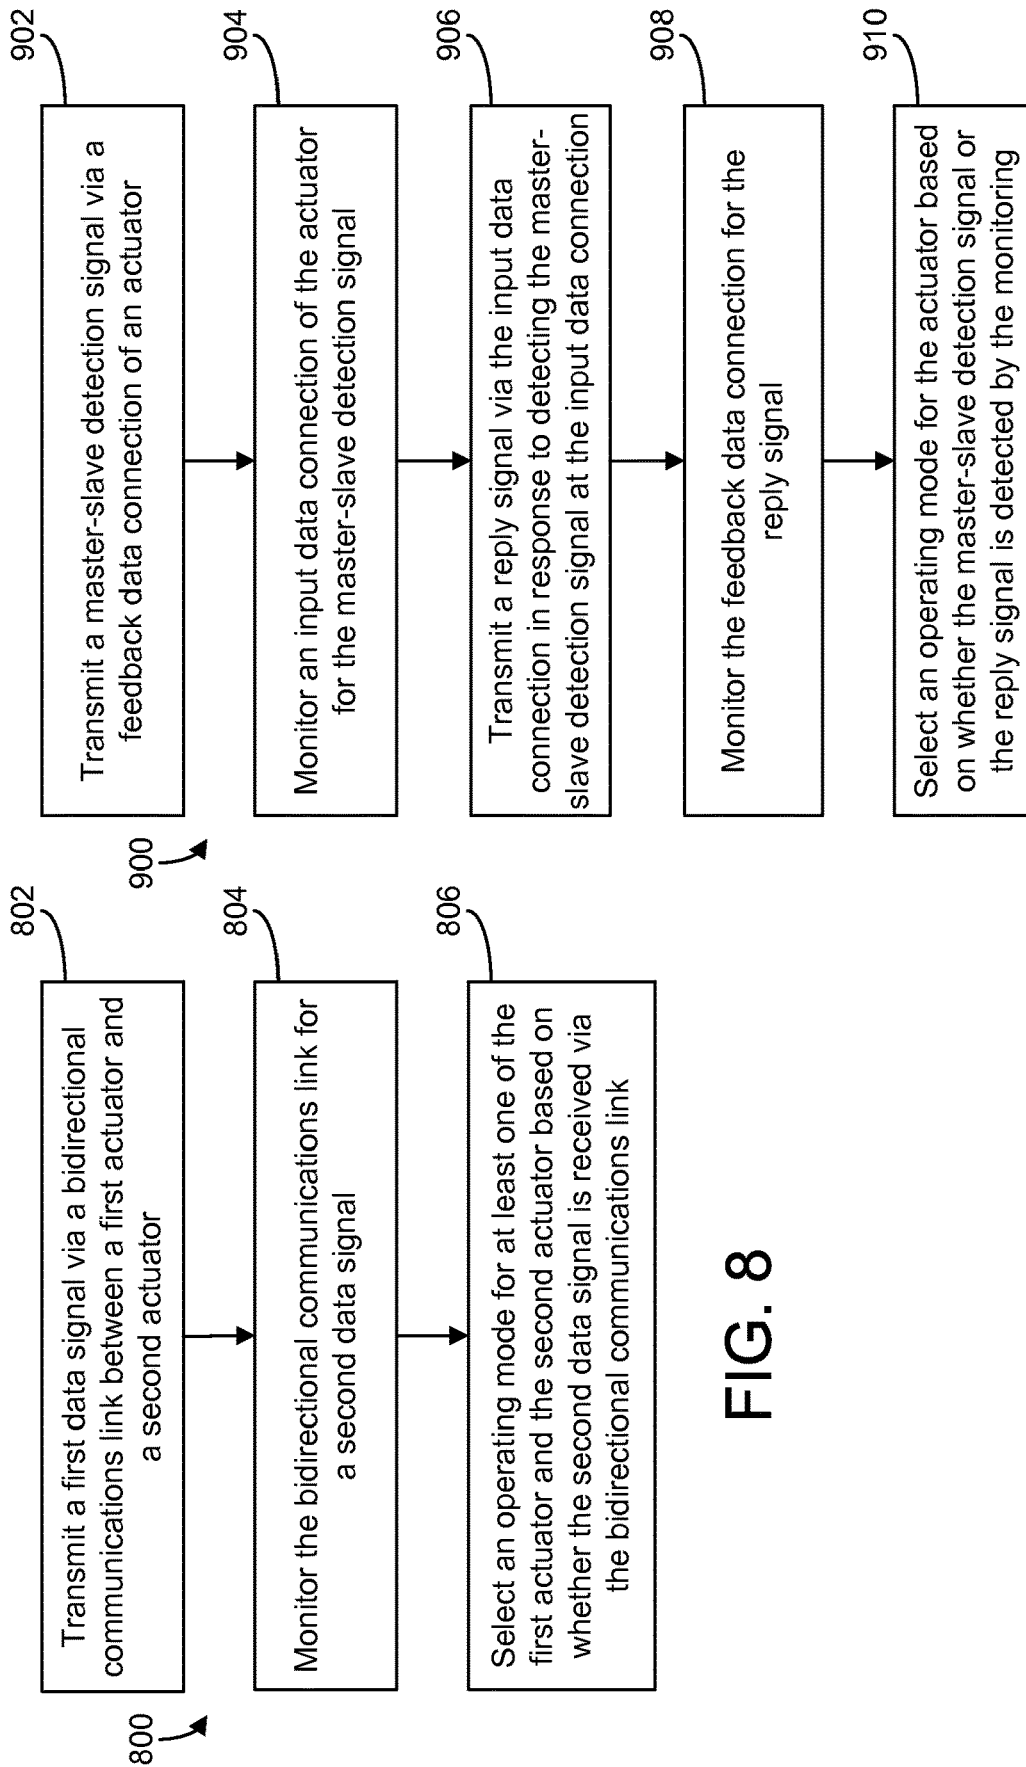 800
802
Transmit a first data signal via a bidirectional
communications link between a first actuator and
a second actuator
804
Monitor the bidirectional communications link for
a second data signal
806
Select an operating mode for at least one of the
first actuator and the second actuator based on
whether the second data signal is received via
the bidirectional communications link
FIG. 8
900
902
Transmit a master-slave detection signal via a
feedback data connection of an actuator
904
Monitor an input data connection of the actuator
for the master-slave detection signal
906
Transmit a reply signal via the input data
connection in response to detecting the master-
slave detection signal at the input data connection
908
Monitor the feedback data connection for the
reply signal
910
Select an operating mode for the actuator based
on whether the master-slave detection signal or
the reply signal is detected by the monitoring